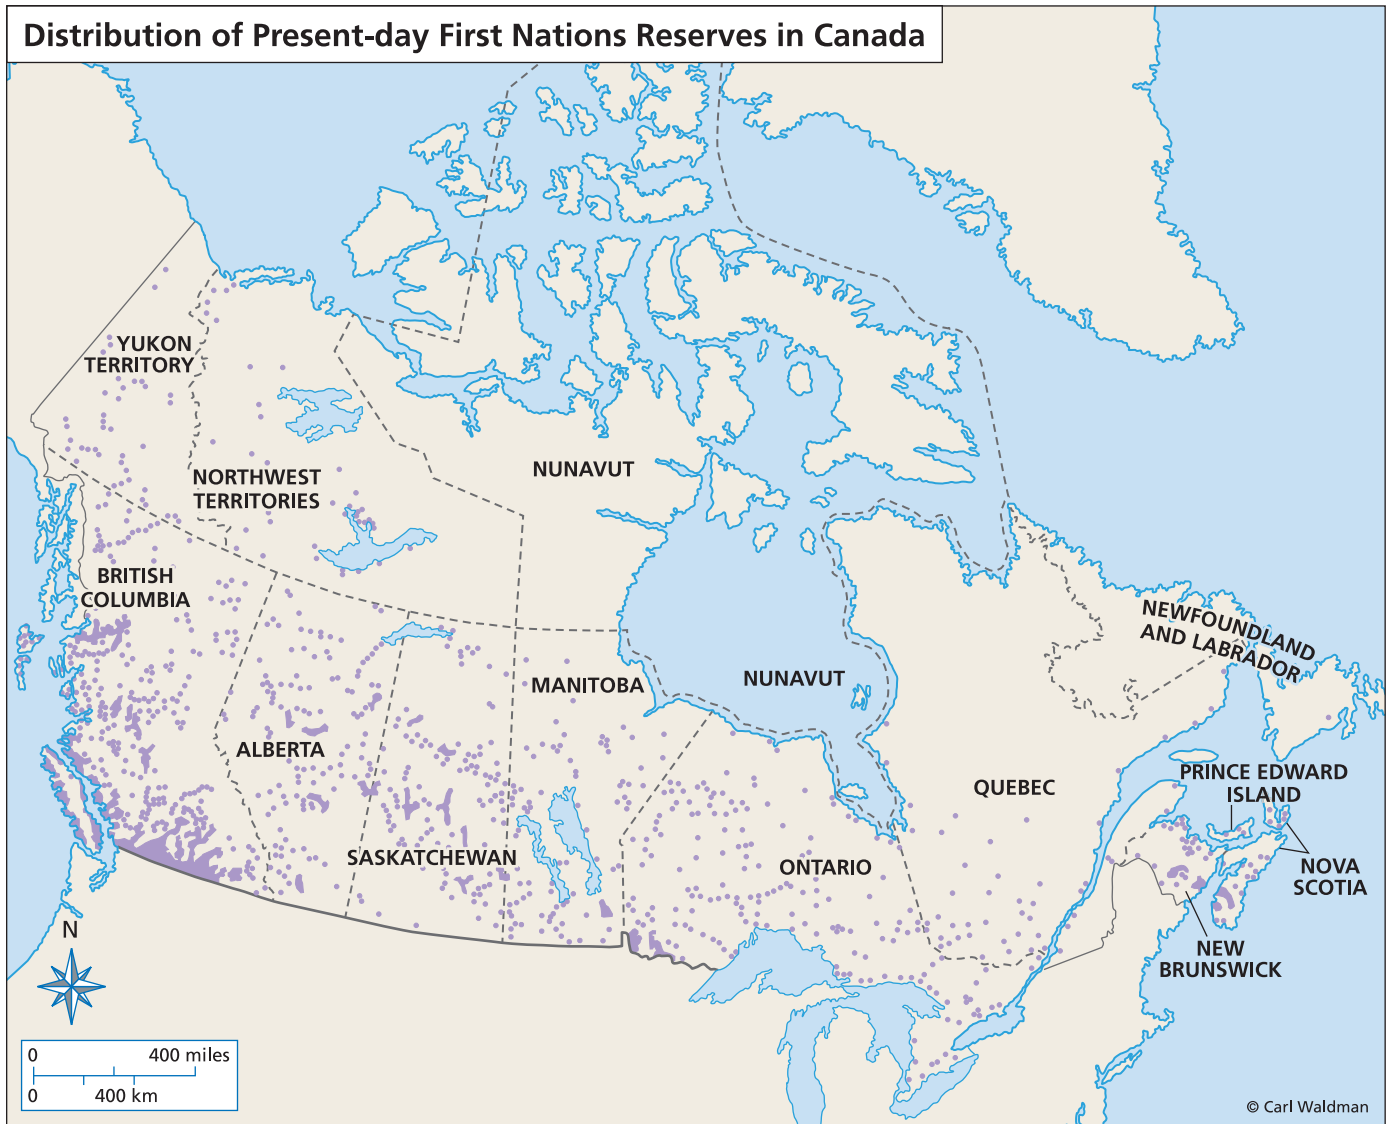 Distribution of Present-day First Nations Reserves in Canada
YUKON
TERRITORY
NORTHWEST
TERRITORIES
NUNAVUT
BRITISH
COLUMBIA
NEWFOUNDLAND
AND LABRADOR
MANITOBA
NUNAVUT
ALBERTA
QUEBEC
PRINCE EDWARD
ISLAND
SASKATCHEWAN
ONTARIO
NOVA
SCOTIA
NEW
BRUNSWICK
N
0 400 miles
0 400 km
© Carl Waldman